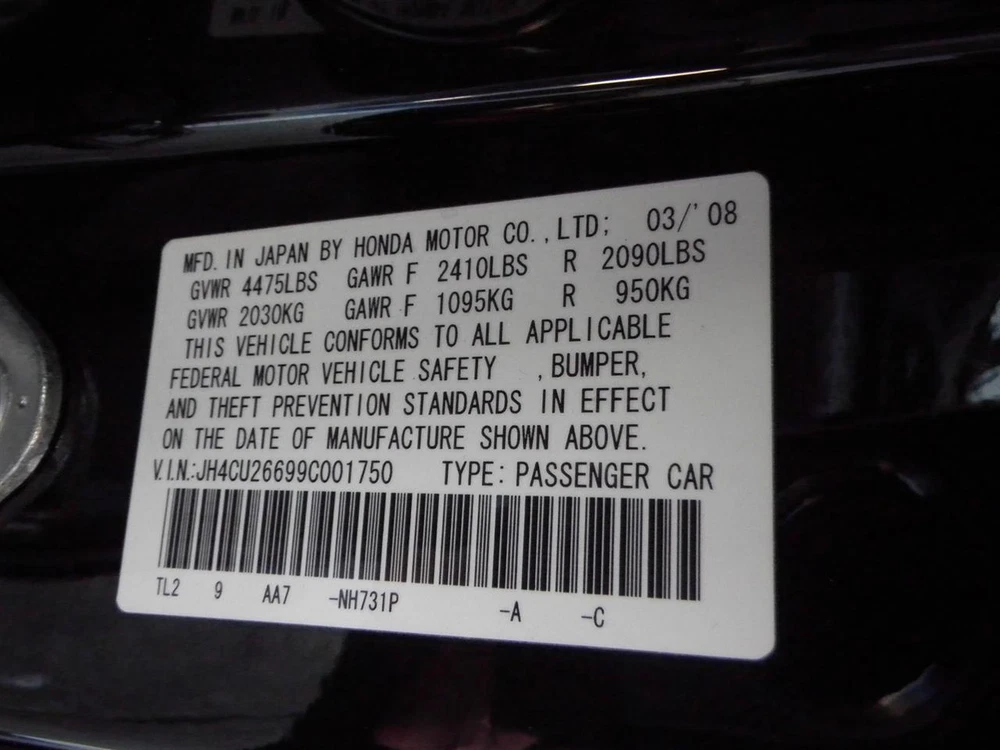 MFD. IN JAPAN BY HONDA MOTOR CO.,LTD; 03/'08
GVWR 4475LBS GAWR F 2410LBS R 2090LBS
GVWR 2030KG GAWR F 1095KG R 950KG
THIS VEHICLE CONFORMS TO ALL APPLICABLE
FEDERAL MOTOR VEHICLE SAFETY , BUMPER,
AND THEFT PREVENTION STANDARDS IN EFFECT
ON THE DATE OF MANUFACTURE SHOWN ABOVE.
V.I.N.:JH4CU26699C001750 TYPE: PASSENGER CAR
TL2 9 AA7 -NH731P -A -C